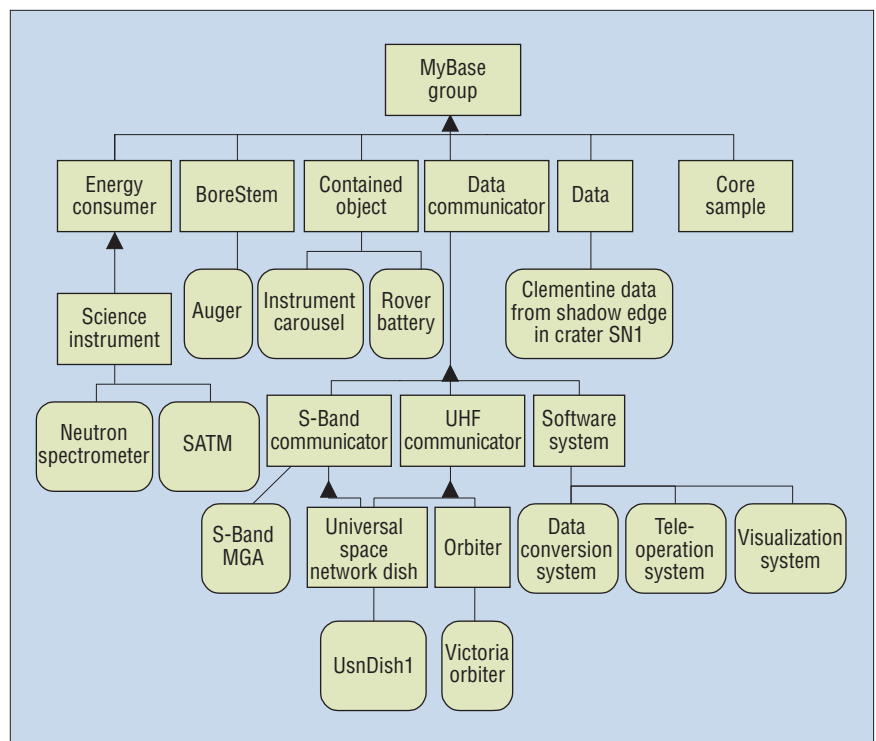 MyBase
group
Energy
consumer
BoreStem
Contained
object
Data
communicator
Data
Core
sample
Science
instrument
Auger
Instrument
carousel
Rover
battery
Clementine data
from shadow edge
in crater SN1
Neutron
spectrometer
SATM
S-Band
communicator
UHF
communicator
Software
system
S-Band
MGA
Universal
space
network dish
Orbiter
Data
conversion
system
Tele-
operation
system
Visualization
system
UsnDish1
Victoria
orbiter